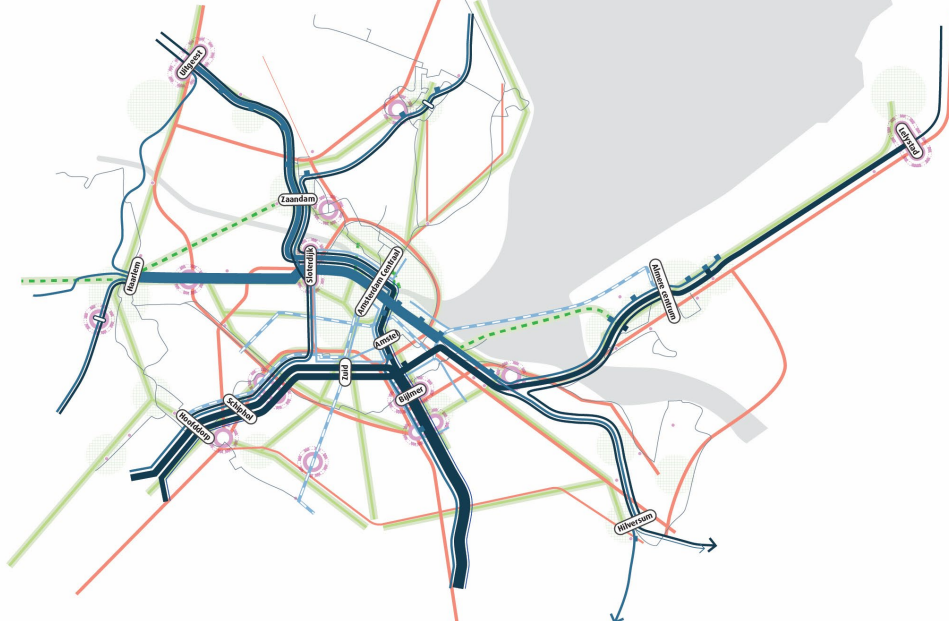 Uitgeest
Lelystad
Zaandam
Sloterdijk
Amsterdam Centraal
Haarlem
Almere centrum
Amstel
Zuid
Bijlmer
Schiphol
Hoofddorp
Hilversum